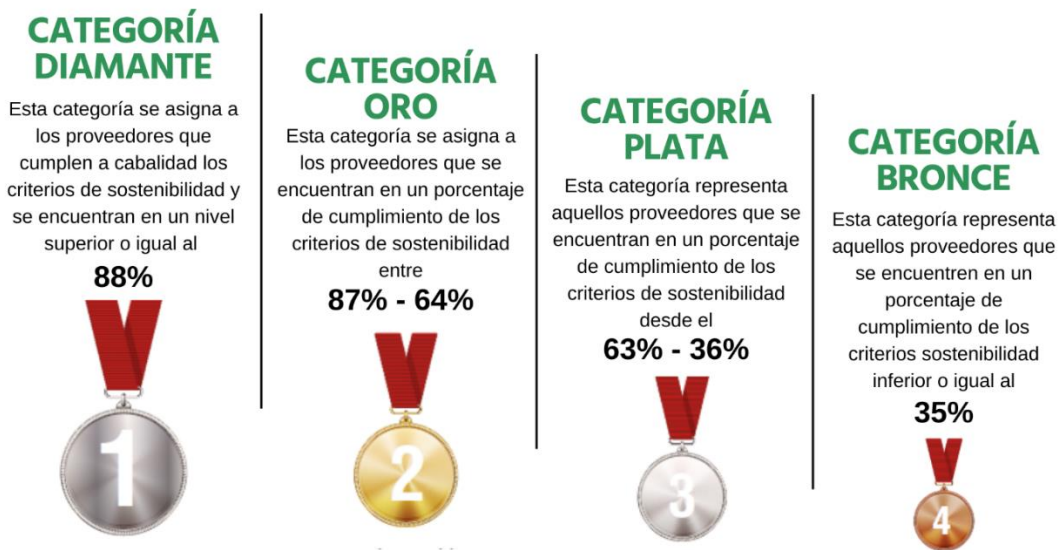 CATEGORÍA
DIAMANTE
Esta categoría se asigna a
los proveedores que
cumplen a cabalidad los
criterios de sostenibilidad y
se encuentran en un nivel
superior o igual al
88%
1
CATEGORÍA
ORO
Esta categoría se asigna a
los proveedores que se
encuentran en un porcentaje
de cumplimiento de los
criterios de sostenibilidad
entre
87% - 64%
2
CATEGORÍA
PLATA
Esta categoría representa
aquellos proveedores que se
encuentran en un porcentaje
de cumplimiento de los
criterios de sostenibilidad
desde el
63% - 36%
3
CATEGORÍA
BRONCE
Esta categoría representa
aquellos proveedores que
se encuentren en un
porcentaje de
cumplimiento de los
criterios sostenibilidad
inferior o igual al
35%
4